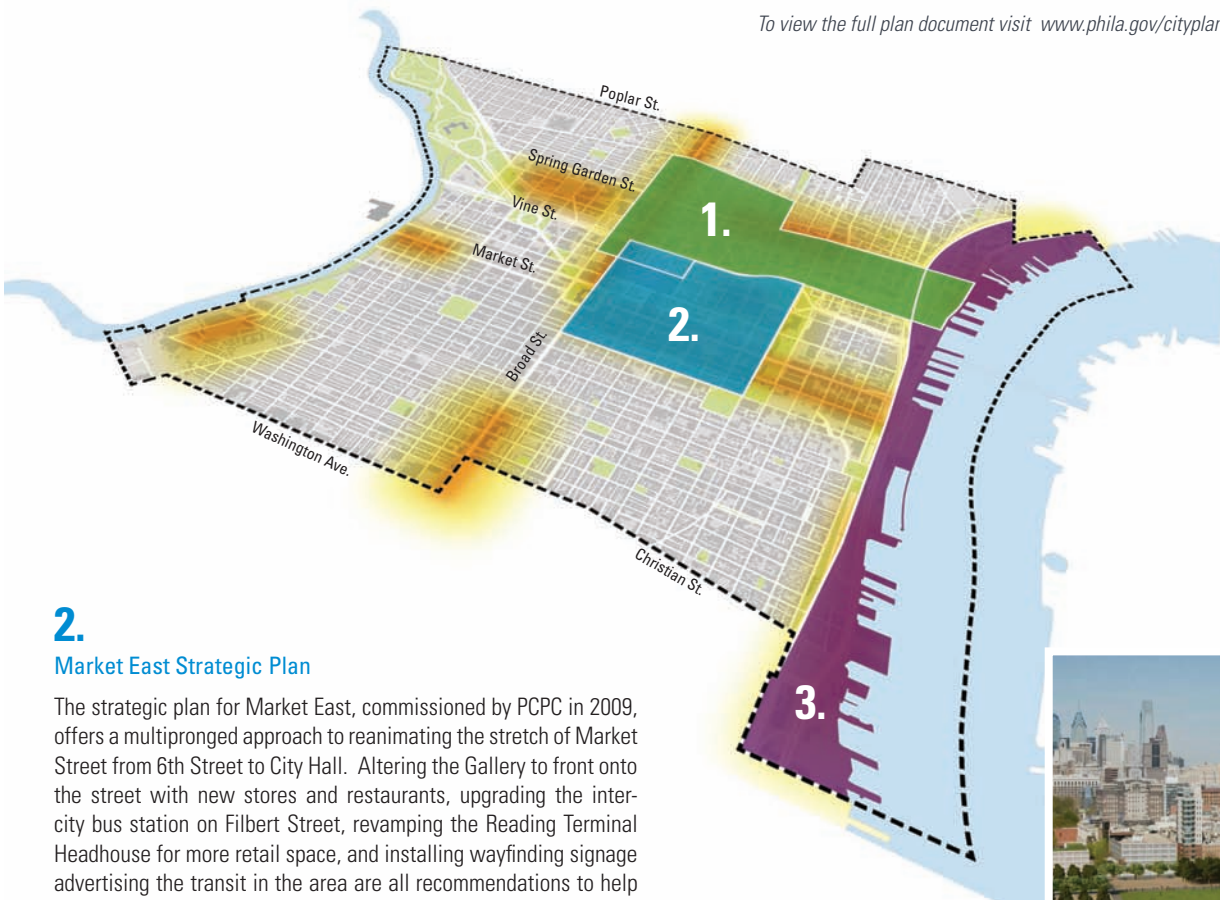 To view the full plan document visit www.phila.gov/cityplan
Poplar St.
Spring Garden St.
Vine St.
Market St.
1.
2.
Broad St.
Washington Ave.
Christian St.
3.
2.
Market East Strategic Plan
The strategic plan for Market East, commissioned by PCPC in 2009,
offers a multipronged approach to reanimating the stretch of Market
Street from 6th Street to City Hall. Altering the Gallery to front onto
the street with new stores and restaurants, upgrading the inter-
city bus station on Filbert Street, revamping the Reading Terminal
Headhouse for more retail space, and installing wayfinding signage
advertising the transit in the area are all recommendations to help